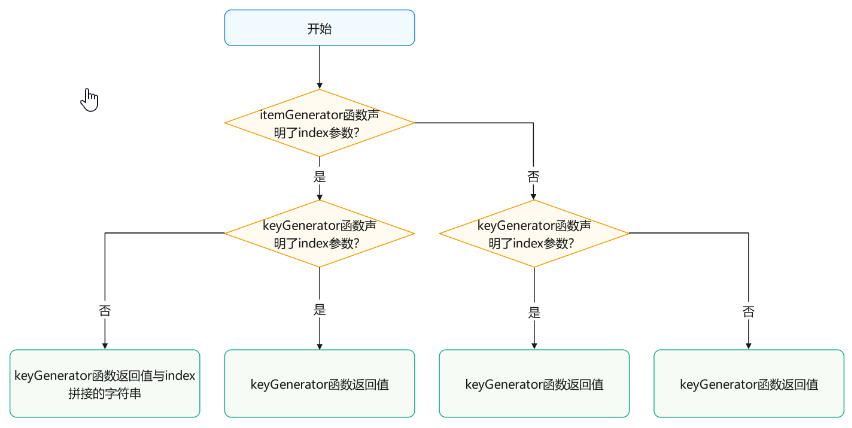 开始
itemGenerator函数声
明了index参数?
是
否
keyGenerator函数声
明了index参数?
keyGenerator函数声
明了index参数?
否
是
是
否
keyGenerator函数返回值与index
拼接的字符串
keyGenerator函数返回值
keyGenerator函数返回值
keyGenerator函数返回值